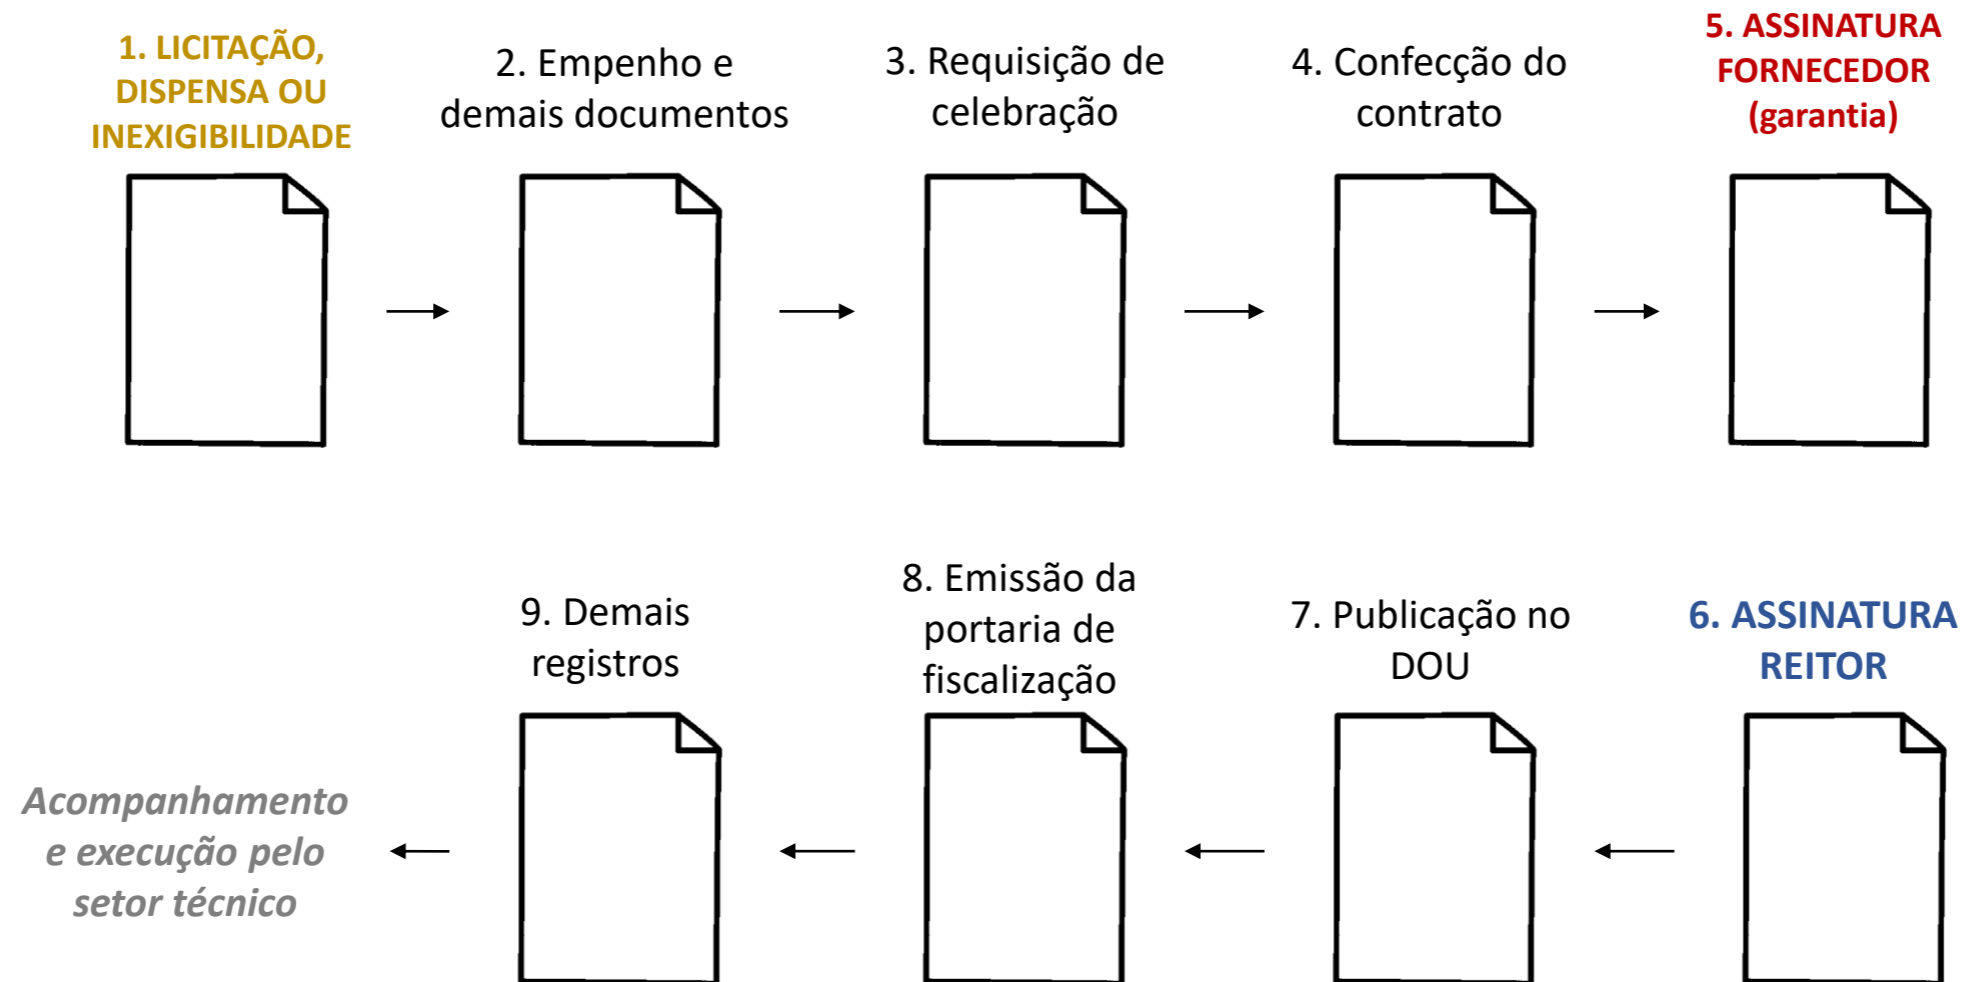 1. LICITAÇÃO,
DISPENSA OU
INEXIGIBILIDADE
2. Empenho e
demais documentos
3. Requisição de
celebração
4. Confecção do
contrato
5. ASSINATURA
FORNECEDOR
(garantia)
6. ASSINATURA
REITOR
7. Publicação no
DOU
8. Emissão da
portaria de
fiscalização
9. Demais
registros
Acompanhamento
e execução pelo
setor técnico